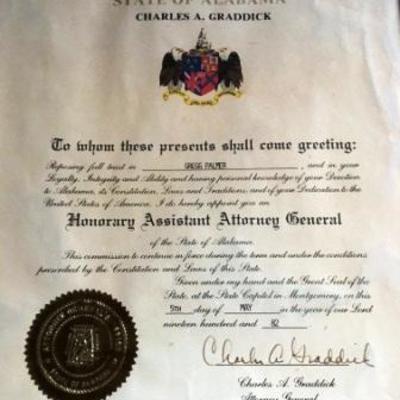 STATE OF ALABAMA
CHARLES A. GRADDICK
To whom these presents shall come greeting:
Reposing full trust in GREGG PALMER, and in your
Loyalty, Integrity and Ability and having personal knowledge of your Devotion
to Alabama, its Constitution, Laws and Traditions, and of your Dedication to the
United States of America, I do hereby appoint you an
Honorary Assistant Attorney General
of the State of Alabama.
This commission to continue in force during the term and under the conditions
prescribed by the Constitution and Laws of this State.
Given under my hand and the Great Seal of the
State, at the State Capitol in Montgomery, on this
5TH day of MAY in the year of our Lord
nineteen hundred and 82
Charles A Graddick
Charles A. Graddick
Attorney General